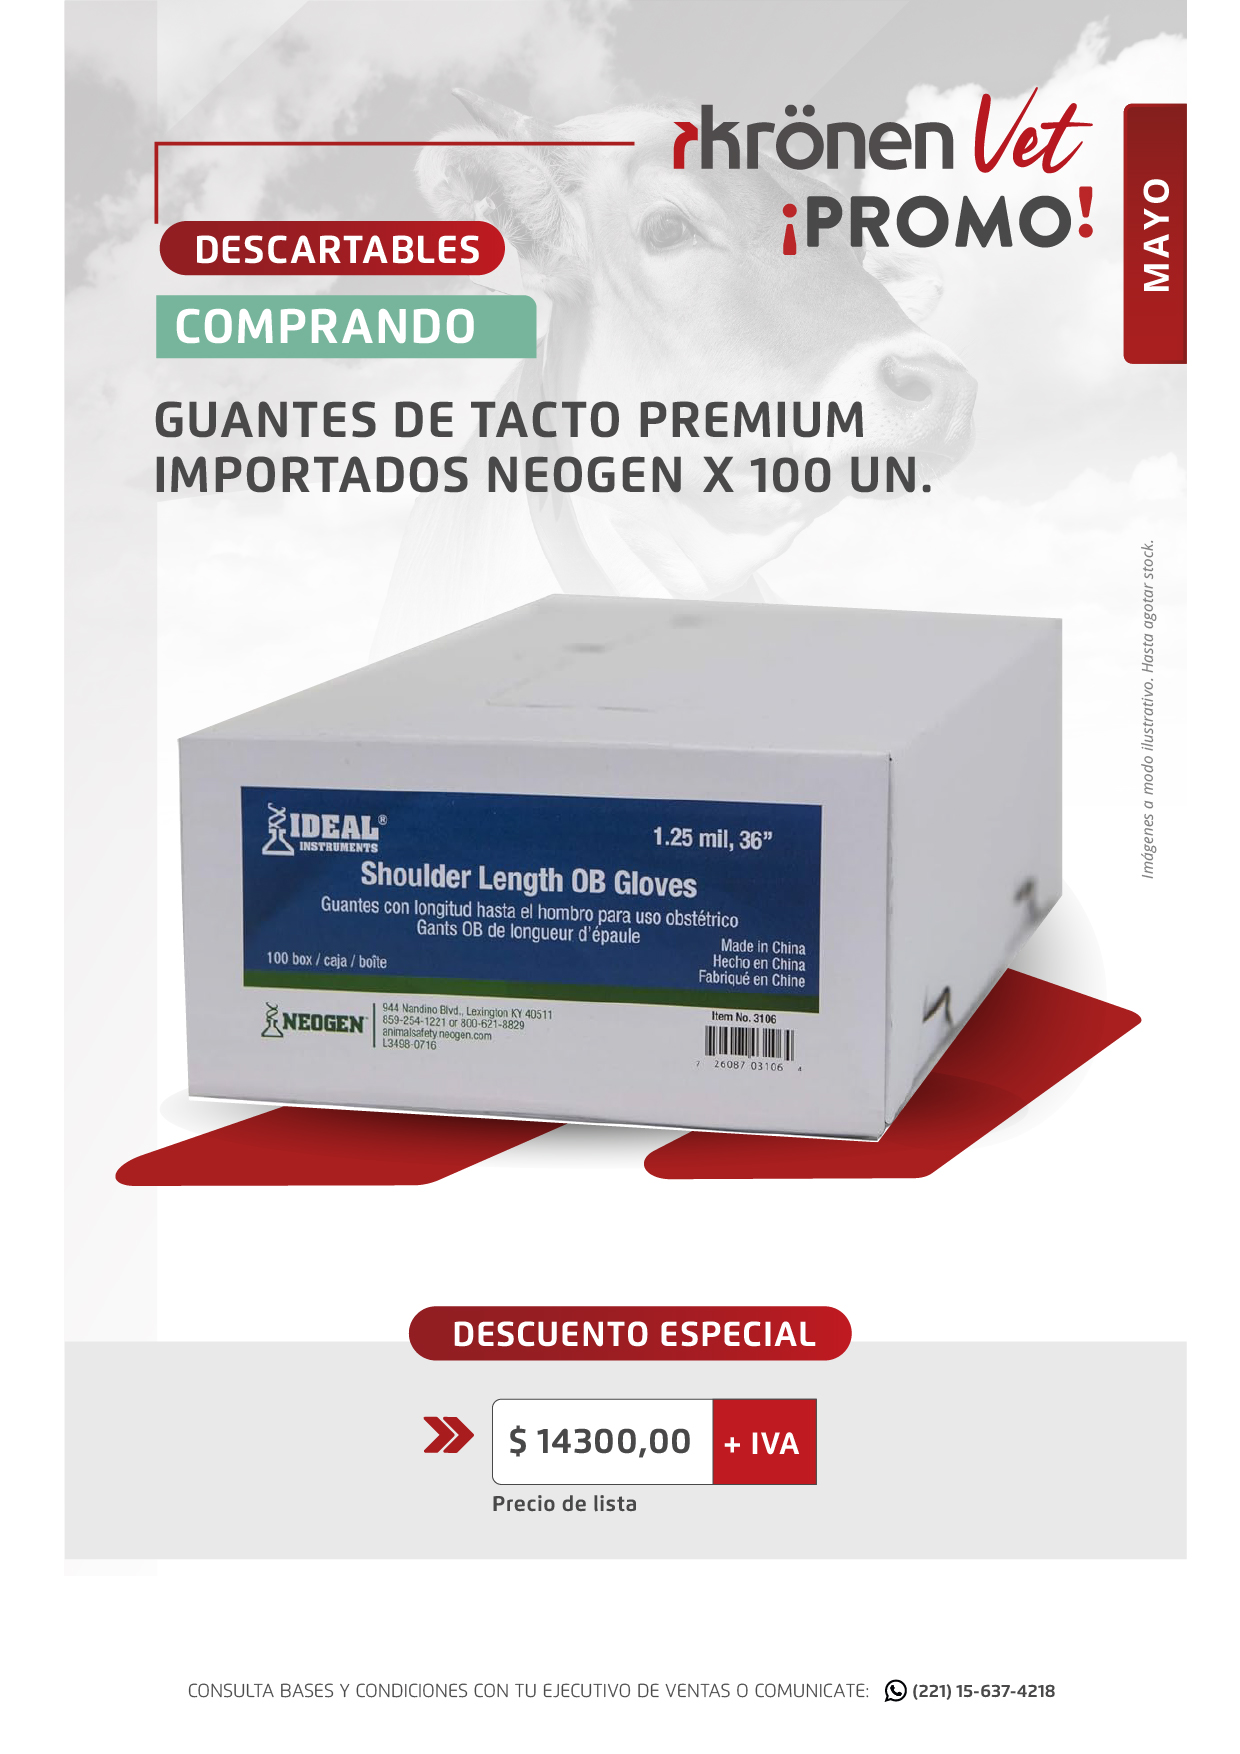 krönen Vet
¡PROMO!
MAYO
DESCARTABLES
COMPRANDO
GUANTES DE TACTO PREMIUM
IMPORTADOS NEOGEN X 100 UN.
Imágenes a modo ilustrativo. Hasta agotar stock.
IDEAL®
INSTRUMENTS
1.25 mil, 36”
Shoulder Length OB Gloves
Guantes con longitud hasta el hombro para uso obstétrico
Gants OB de longueur d'épaule
100 box / caja / boîte
Made in China
Hecho en China
Fabriqué en Chine
NEOGEN
944 Nandino Blvd., Lexington KY 40511
859-254-1221 or 800-621-8829
animalsafety.neogen.com
L3498-0716
Item No. 3106
7 26087 03106 4
DESCUENTO ESPECIAL
$ 14300,00 + IVA
Precio de lista
CONSULTA BASES Y CONDICIONES CON TU EJECUTIVO DE VENTAS O COMUNICATE: (221) 15-637-4218